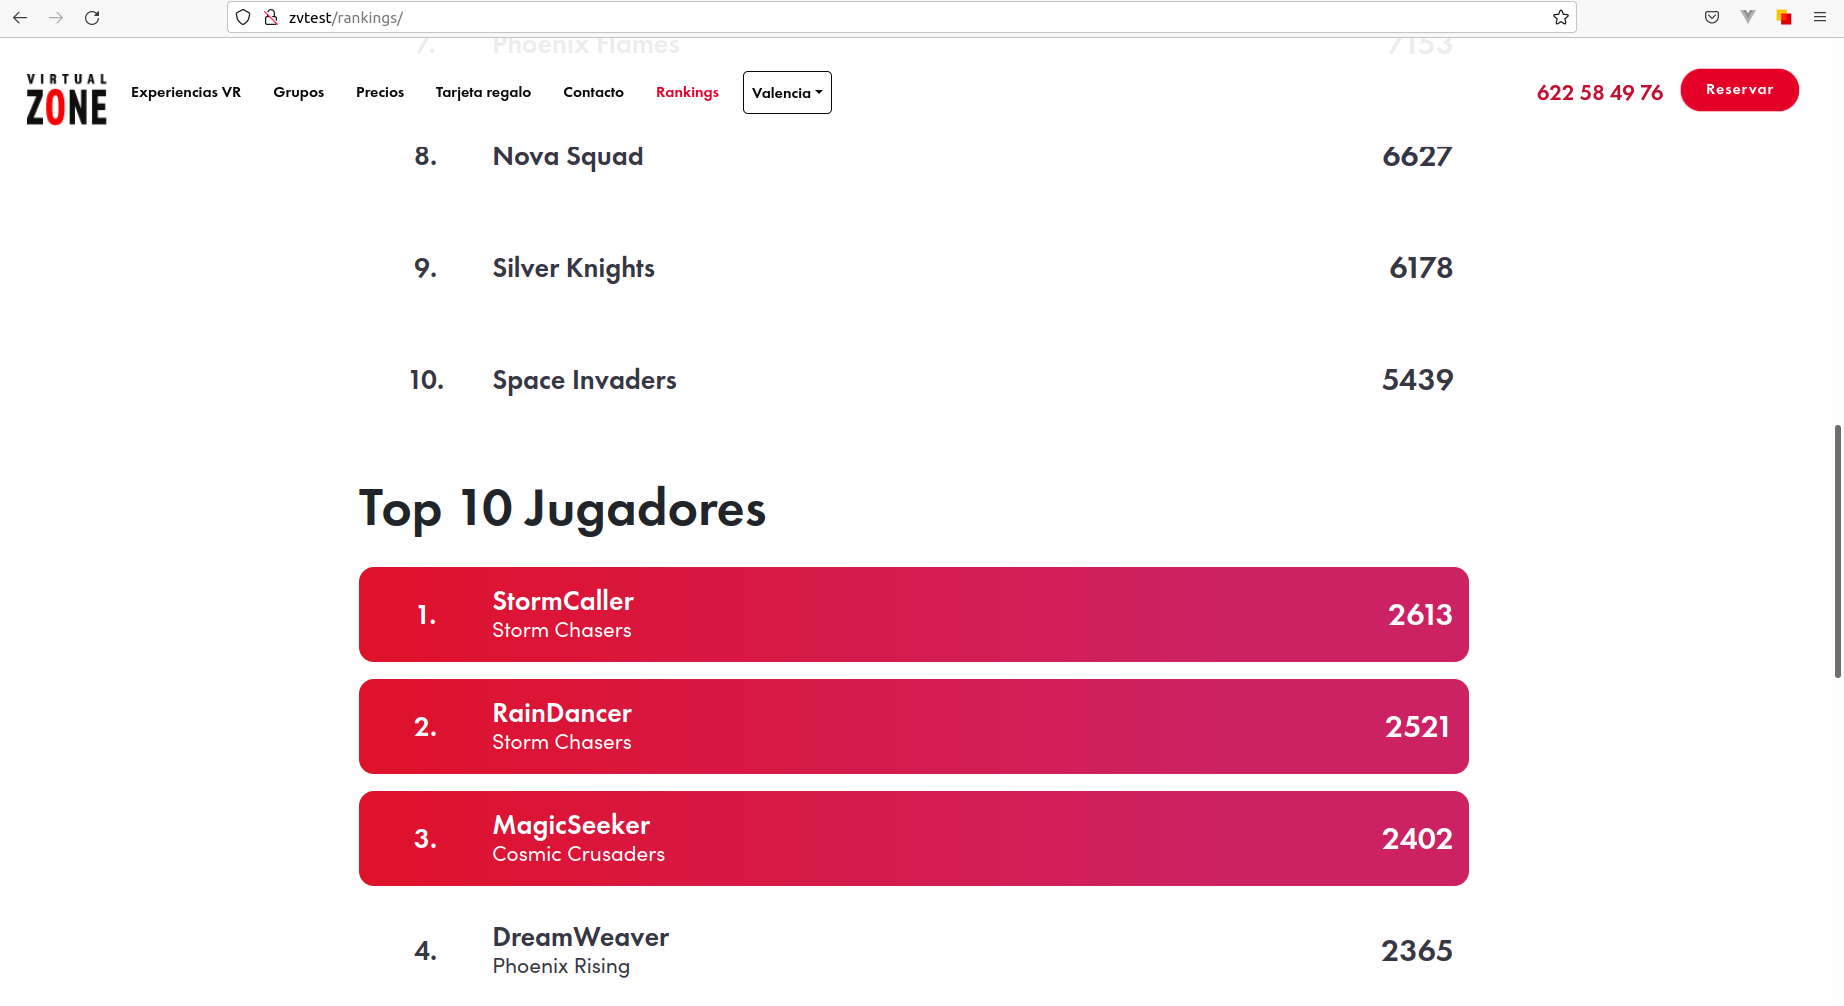 zvtest/rankings/
7. Phoenix Flames 7153
VIRTUAL
ZONE
Experiencias VR Grupos Precios Tarjeta regalo Contacto Rankings Valencia 622 58 49 76 Reservar
8. Nova Squad 6627
9. Silver Knights 6178
10. Space Invaders 5439
Top 10 Jugadores
1. StormCaller 2613
Storm Chasers
2. RainDancer 2521
Storm Chasers
3. MagicSeeker 2402
Cosmic Crusaders
4. DreamWeaver 2365
Phoenix Rising